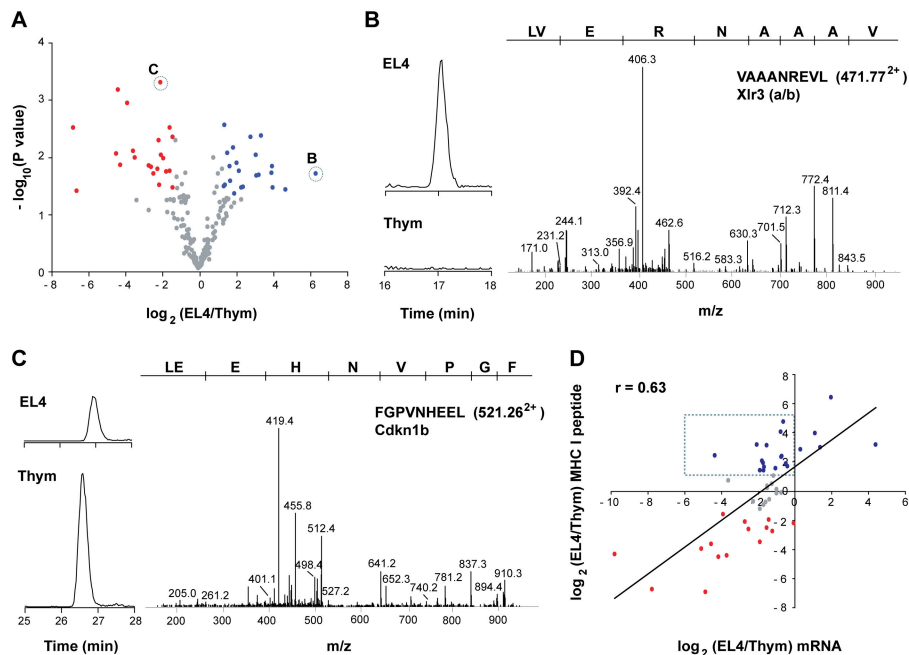 A
4
3
2
1
0
- log10(P value)
C
B
- 8 - 6 - 4 - 2 0 2 4 6 8
log2 (EL4/Thym)
B
EL4
Thym
16 17 18
Time (min)
LV E R N A A A V
VAAANREVL (471.77²⁺)
Xlr3 (a/b)
406.3
392.4
772.4
811.4
244.1
462.6
712.3
231.2
701.5
630.3
171.0
313.0
356.9
516.2
583.3
843.5
200 300 400 500 600 700 800 900
m/z
C
EL4
Thym
25 26 27 28
Time (min)
LE E H N V P G F
FGPVNHEEL (521.26²⁺)
Cdkn1b
419.4
455.8
512.4
498.4
401.1
205.0
261.2
527.2
641.2
652.3
740.2
781.2
837.3
894.4
910.3
200 300 400 500 600 700 800 900
m/z
D
r = 0.63
8
6
4
2
0
- 2
- 4
- 6
- 8
-10 - 8 - 6 - 4 - 2 0 2 4 6
log2 (EL4/Thym) MHC I peptide
log2 (EL4/Thym) mRNA